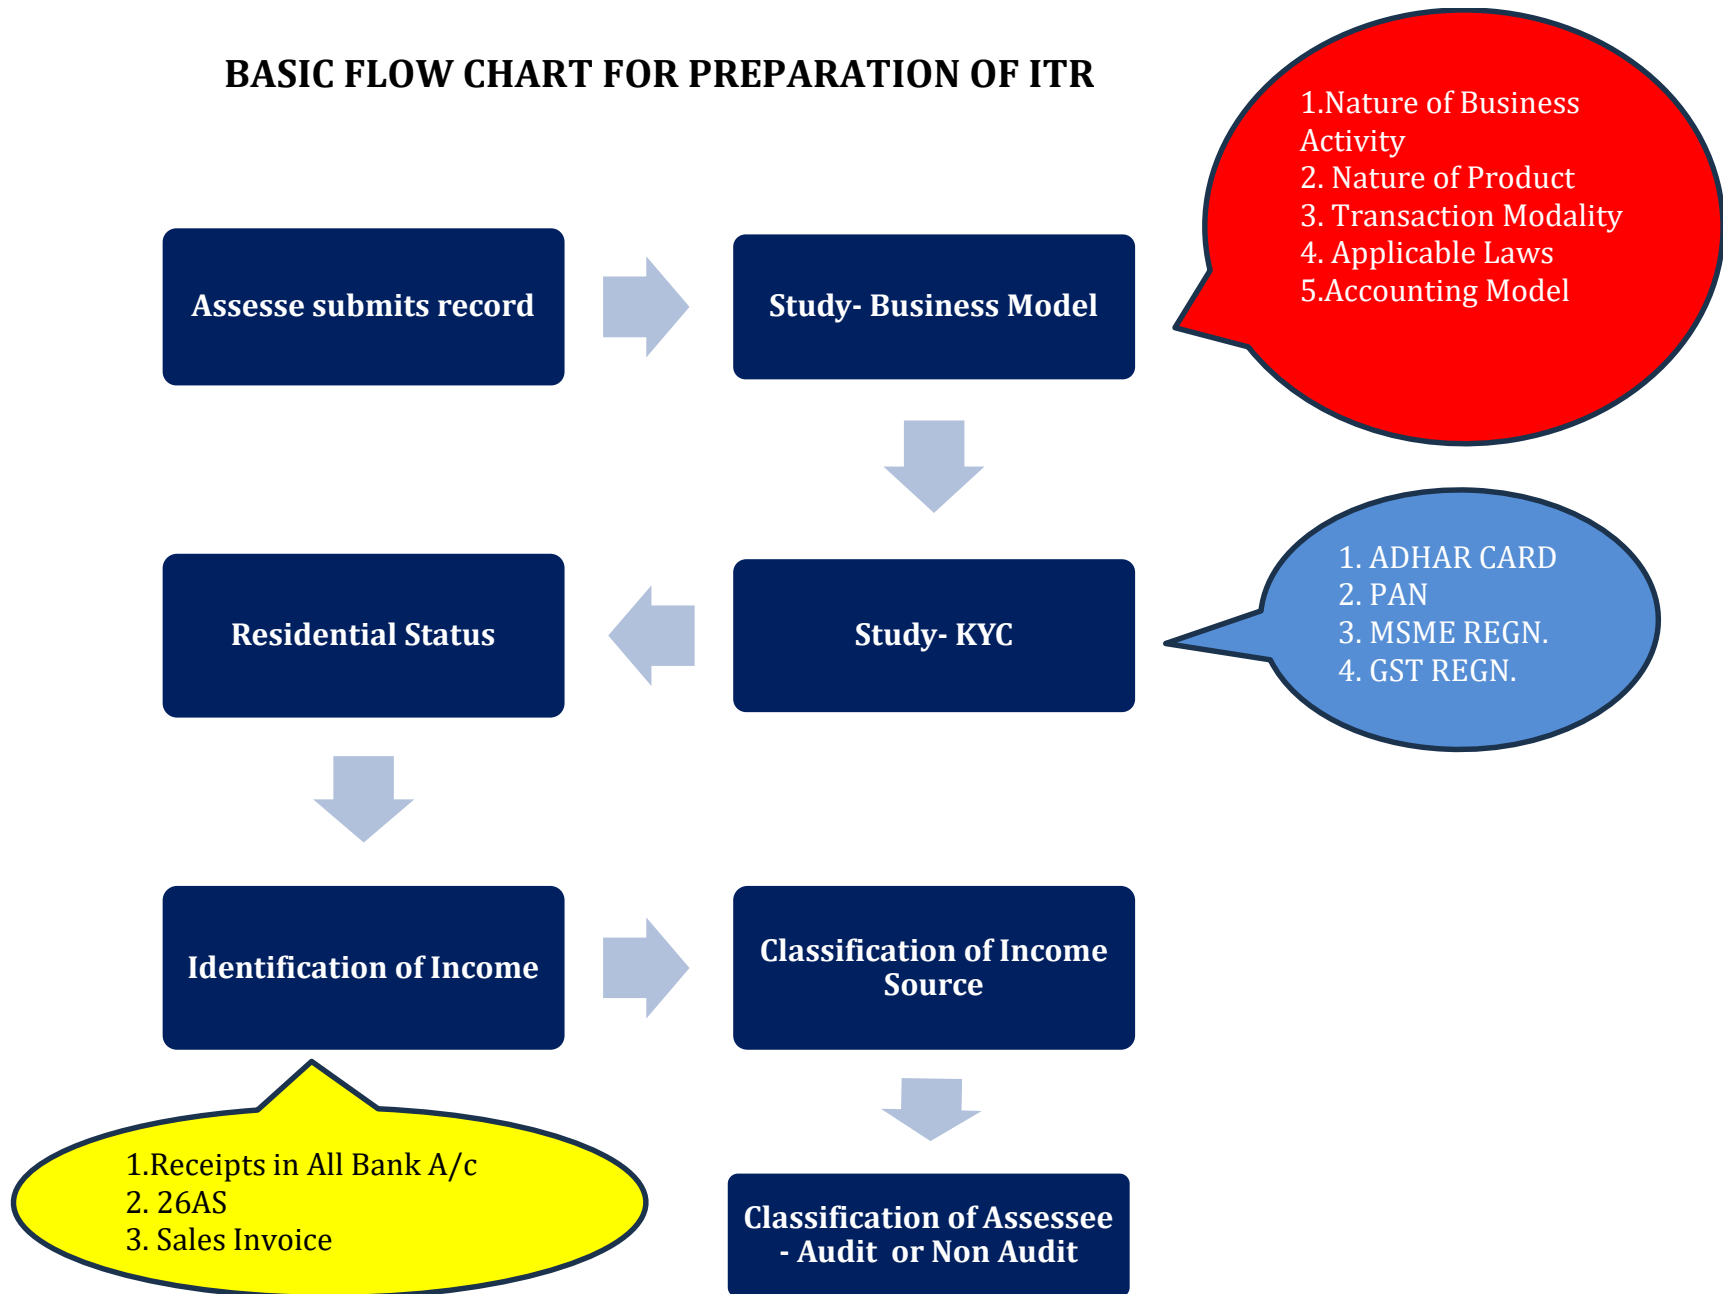 BASIC FLOW CHART FOR PREPARATION OF ITR
1.Nature of Business
Activity
2. Nature of Product
3. Transaction Modality
4. Applicable Laws
5.Accounting Model
Assesse submits record
Study- Business Model
Residential Status
Study- KYC
1. ADHAR CARD
2. PAN
3. MSME REGN.
4. GST REGN.
Identification of Income
Classification of Income
Source
1.Receipts in All Bank A/c
2. 26AS
3. Sales Invoice
Classification of Assessee
- Audit or Non Audit